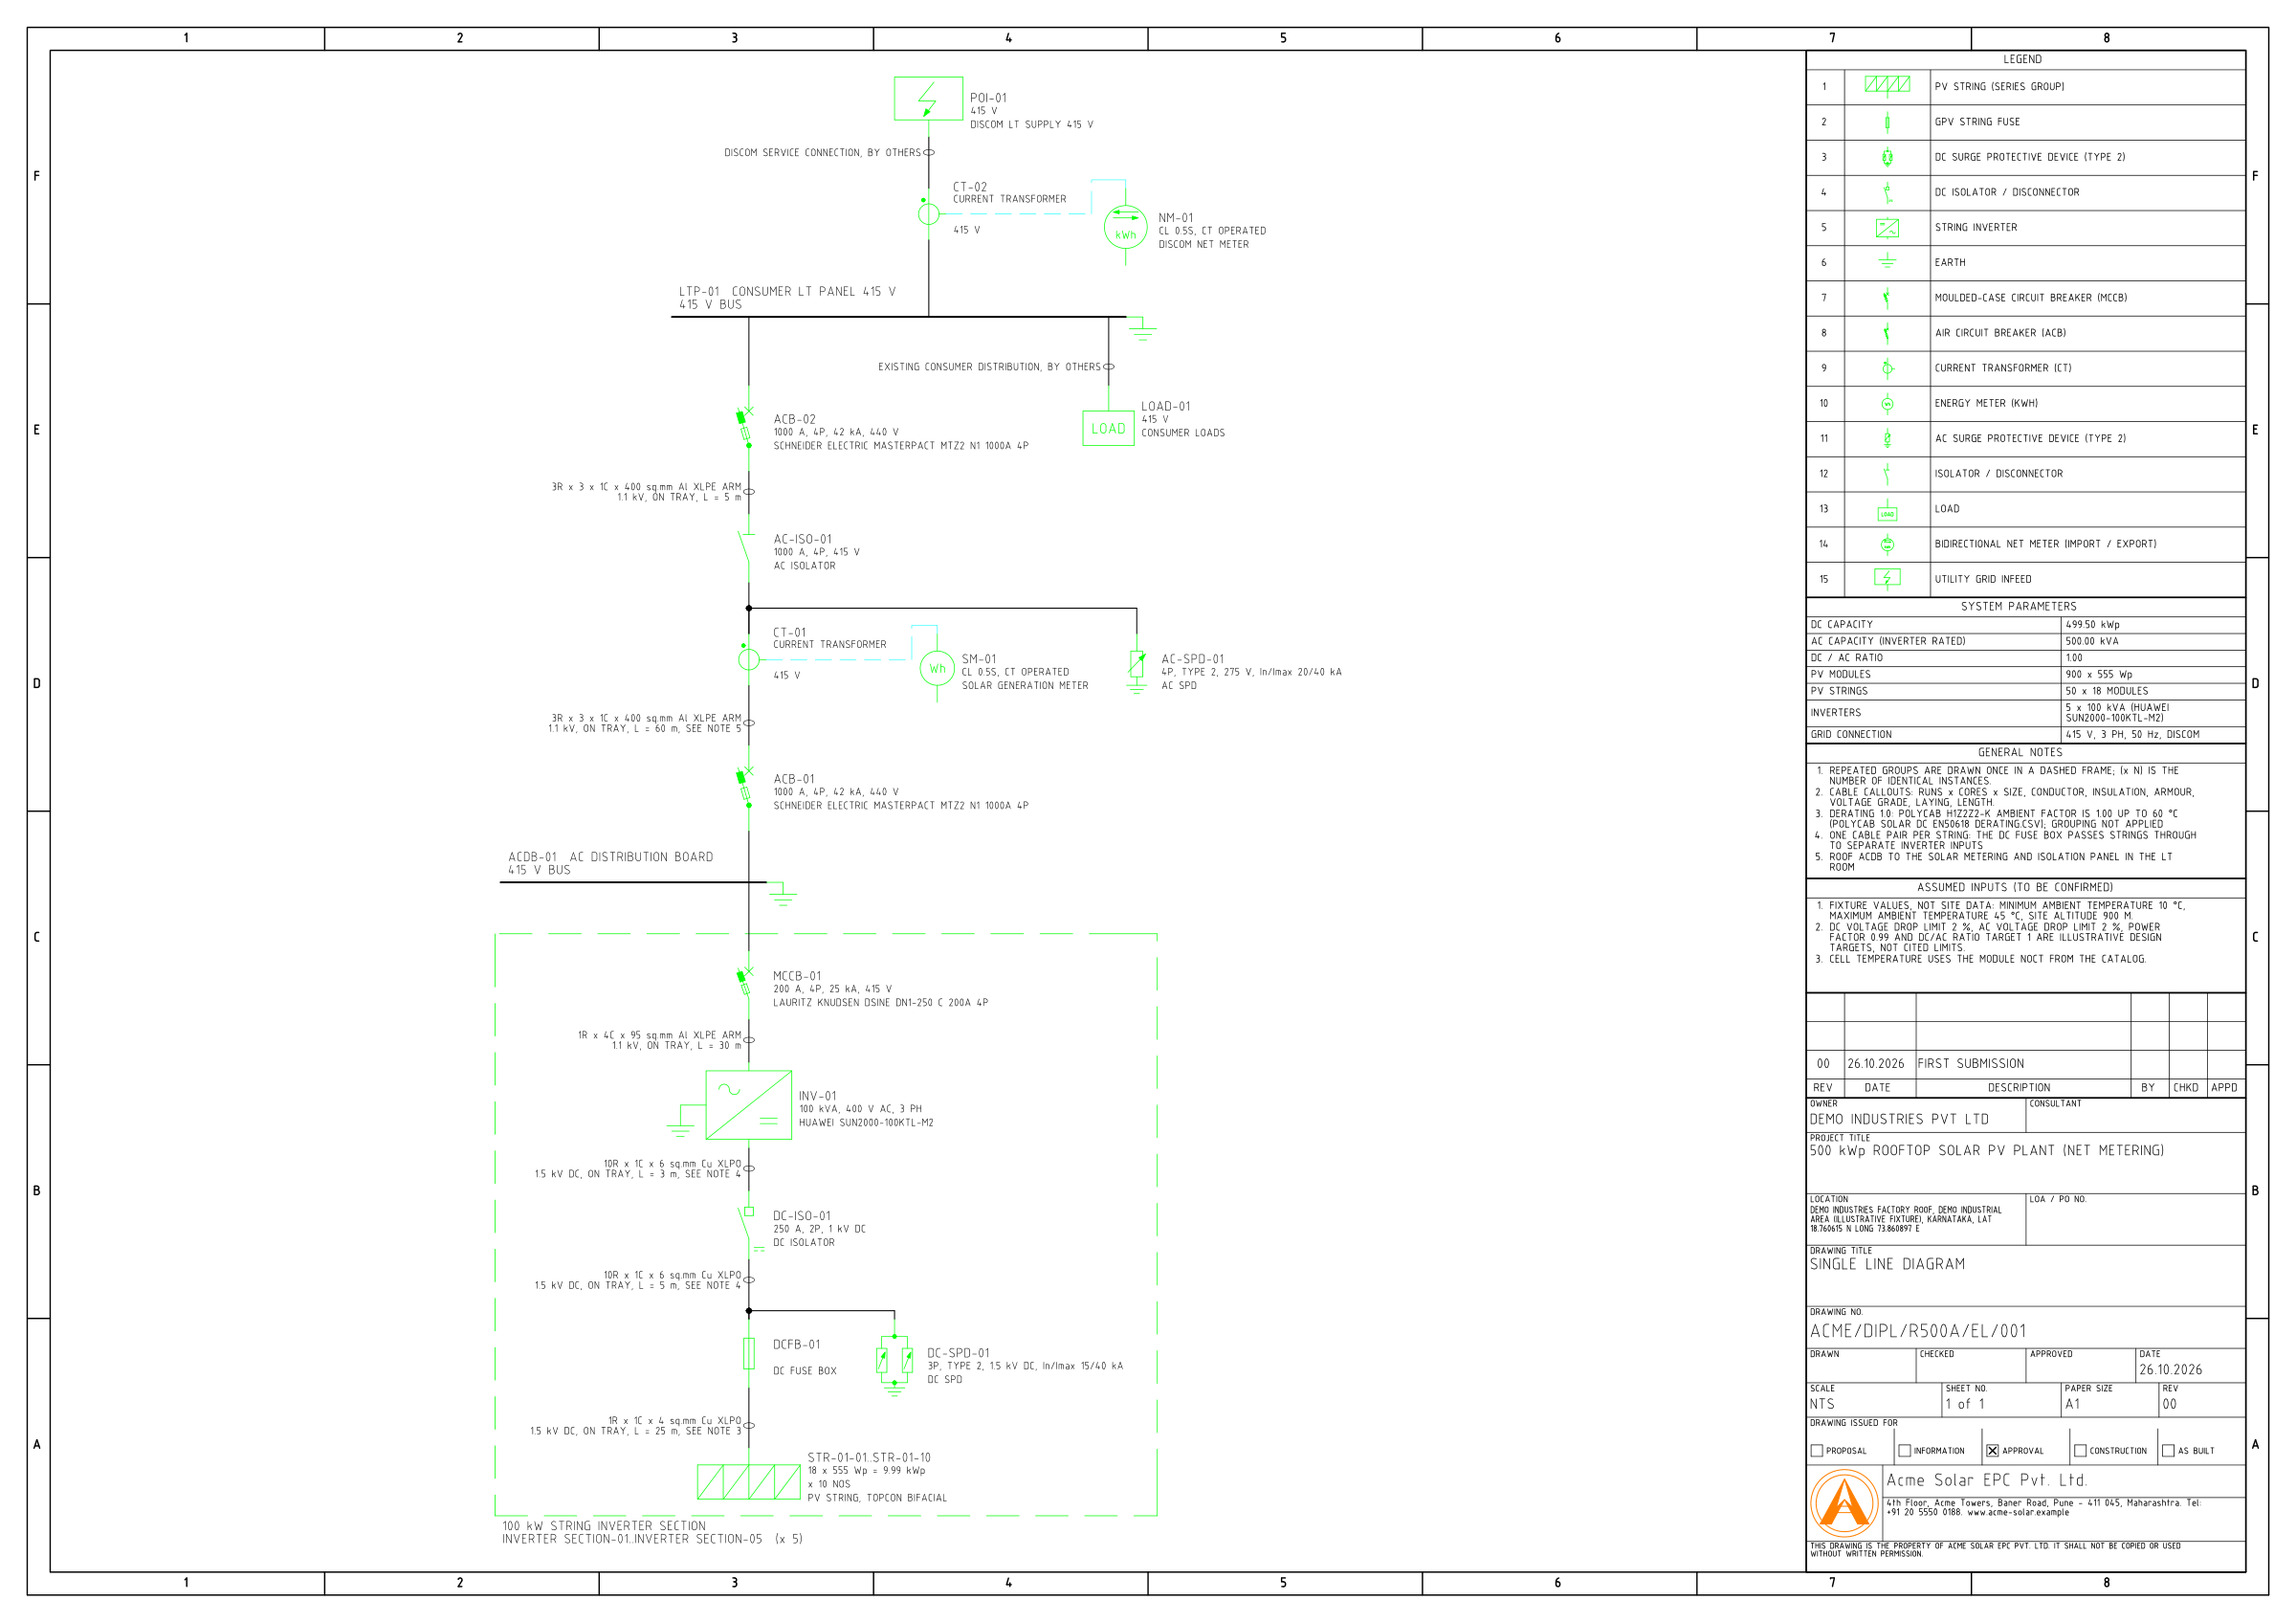 1 2 3 4 5 6 7 8
F
E
D
C
B
A
POI-01
415 V
DISCOM LT SUPPLY 415 V
DISCOM SERVICE CONNECTION, BY OTHERS
CT-02
CURRENT TRANSFORMER
415 V
kWh
NM-01
CL 0.5S, CT OPERATED
DISCOM NET METER
LTP-01 CONSUMER LT PANEL 415 V
415 V BUS
EXISTING CONSUMER DISTRIBUTION, BY OTHERS
LOAD
LOAD-01
415 V
CONSUMER LOADS
ACB-02
1000 A, 4P, 42 kA, 440 V
SCHNEIDER ELECTRIC MASTERPACT MTZ2 N1 1000A 4P
3R x 3 x 1C x 400 sq.mm Al XLPE ARM
1.1 kV, ON TRAY, L = 5 m
AC-ISO-01
1000 A, 4P, 415 V
AC ISOLATOR
CT-01
CURRENT TRANSFORMER
415 V
Wh
SM-01
CL 0.5S, CT OPERATED
SOLAR GENERATION METER
AC-SPD-01
4P, TYPE 2, 275 V, In/Imax 20/40 kA
AC SPD
3R x 3 x 1C x 400 sq.mm Al XLPE ARM
1.1 kV, ON TRAY, L = 60 m, SEE NOTE 5
ACB-01
1000 A, 4P, 42 kA, 440 V
SCHNEIDER ELECTRIC MASTERPACT MTZ2 N1 1000A 4P
ACDB-01 AC DISTRIBUTION BOARD
415 V BUS
MCCB-01
200 A, 4P, 25 kA, 415 V
LAURITZ KNUDSEN DSINE DN1-250 C 200A 4P
1R x 4C x 95 sq.mm Al XLPE ARM
1.1 kV, ON TRAY, L = 30 m
INV-01
100 kVA, 400 V AC, 3 PH
HUAWEI SUN2000-100KTL-M2
10R x 1C x 6 sq.mm Cu XLPO
1.5 kV DC, ON TRAY, L = 3 m, SEE NOTE 4
DC-ISO-01
250 A, 2P, 1 kV DC
DC ISOLATOR
10R x 1C x 6 sq.mm Cu XLPO
1.5 kV DC, ON TRAY, L = 5 m, SEE NOTE 4
DCFB-01
DC FUSE BOX
DC-SPD-01
3P, TYPE 2, 1.5 kV DC, In/Imax 15/40 kA
DC SPD
1R x 1C x 4 sq.mm Cu XLPO
1.5 kV DC, ON TRAY, L = 25 m, SEE NOTE 3
STR-01-01..STR-01-10
18 x 555 Wp = 9.99 kWp
x 10 NOS
PV STRING, TOPCON BIFACIAL
100 kW STRING INVERTER SECTION
INVERTER SECTION-01..INVERTER SECTION-05 (x 5)
LEGEND
1 PV STRING (SERIES GROUP)
2 GPV STRING FUSE
3 DC SURGE PROTECTIVE DEVICE (TYPE 2)
4 DC ISOLATOR / DISCONNECTOR
5 STRING INVERTER
6 EARTH
7 MOULDED-CASE CIRCUIT BREAKER (MCCB)
8 AIR CIRCUIT BREAKER (ACB)
9 CURRENT TRANSFORMER (CT)
10 ENERGY METER (KWH)
11 AC SURGE PROTECTIVE DEVICE (TYPE 2)
12 ISOLATOR / DISCONNECTOR
13 LOAD LOAD
14 BIDIRECTIONAL NET METER (IMPORT / EXPORT)
15 UTILITY GRID INFEED
SYSTEM PARAMETERS
DC CAPACITY 499.50 kWp
AC CAPACITY (INVERTER RATED) 500.00 kVA
DC / AC RATIO 1.00
PV MODULES 900 x 555 Wp
PV STRINGS 50 x 18 MODULES
INVERTERS 5 x 100 kVA (HUAWEI
SUN2000-100KTL-M2)
GRID CONNECTION 415 V, 3 PH, 50 Hz, DISCOM
GENERAL NOTES
1. REPEATED GROUPS ARE DRAWN ONCE IN A DASHED FRAME; (x N) IS THE
NUMBER OF IDENTICAL INSTANCES.
2. CABLE CALLOUTS: RUNS x CORES x SIZE, CONDUCTOR, INSULATION, ARMOUR,
VOLTAGE GRADE, LAYING, LENGTH.
3. DERATING 1.0: POLYCAB H1Z2Z2-K AMBIENT FACTOR IS 1.00 UP TO 60 °C
(POLYCAB SOLAR DC EN50618 DERATING.CSV); GROUPING NOT APPLIED
4. ONE CABLE PAIR PER STRING: THE DC FUSE BOX PASSES STRINGS THROUGH
TO SEPARATE INVERTER INPUTS
5. ROOF ACDB TO THE SOLAR METERING AND ISOLATION PANEL IN THE LT
ROOM
ASSUMED INPUTS (TO BE CONFIRMED)
1. FIXTURE VALUES, NOT SITE DATA: MINIMUM AMBIENT TEMPERATURE 10 °C,
MAXIMUM AMBIENT TEMPERATURE 45 °C, SITE ALTITUDE 900 M.
2. DC VOLTAGE DROP LIMIT 2 %, AC VOLTAGE DROP LIMIT 2 %, POWER
FACTOR 0.99 AND DC/AC RATIO TARGET 1 ARE ILLUSTRATIVE DESIGN
TARGETS, NOT CITED LIMITS.
3. CELL TEMPERATURE USES THE MODULE NOCT FROM THE CATALOG.
00 26.10.2026 FIRST SUBMISSION
REV DATE DESCRIPTION BY CHKD APPD
OWNER CONSULTANT
DEMO INDUSTRIES PVT LTD
PROJECT TITLE
500 kWp ROOFTOP SOLAR PV PLANT (NET METERING)
LOCATION LOA / PO NO.
DEMO INDUSTRIES FACTORY ROOF, DEMO INDUSTRIAL
AREA (ILLUSTRATIVE FIXTURE), KARNATAKA, LAT
18.760615 N LONG 73.860897 E
DRAWING TITLE
SINGLE LINE DIAGRAM
DRAWING NO.
ACME/DIPL/R500A/EL/001
DRAWN CHECKED APPROVED DATE
26.10.2026
SCALE SHEET NO. PAPER SIZE REV
NTS 1 of 1 A1 00
DRAWING ISSUED FOR
PROPOSAL INFORMATION APPROVAL CONSTRUCTION AS BUILT
Acme Solar EPC Pvt. Ltd.
4th Floor, Acme Towers, Baner Road, Pune - 411 045, Maharashtra. Tel:
+91 20 5550 0188. www.acme-solar.example
THIS DRAWING IS THE PROPERTY OF ACME SOLAR EPC PVT. LTD. IT SHALL NOT BE COPIED OR USED
WITHOUT WRITTEN PERMISSION.
F
E
D
C
B
A
1 2 3 4 5 6 7 8